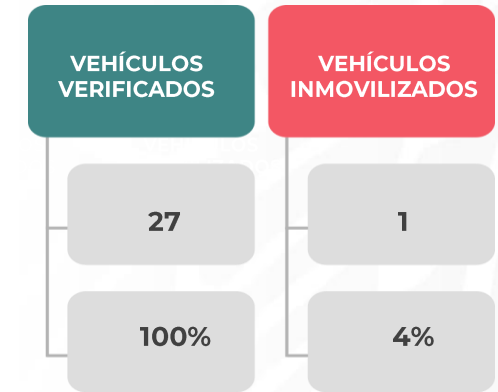 VEHÍCULOS
VERIFICADOS
27
100%
VEHÍCULOS
INMOVILIZADOS
1
4%